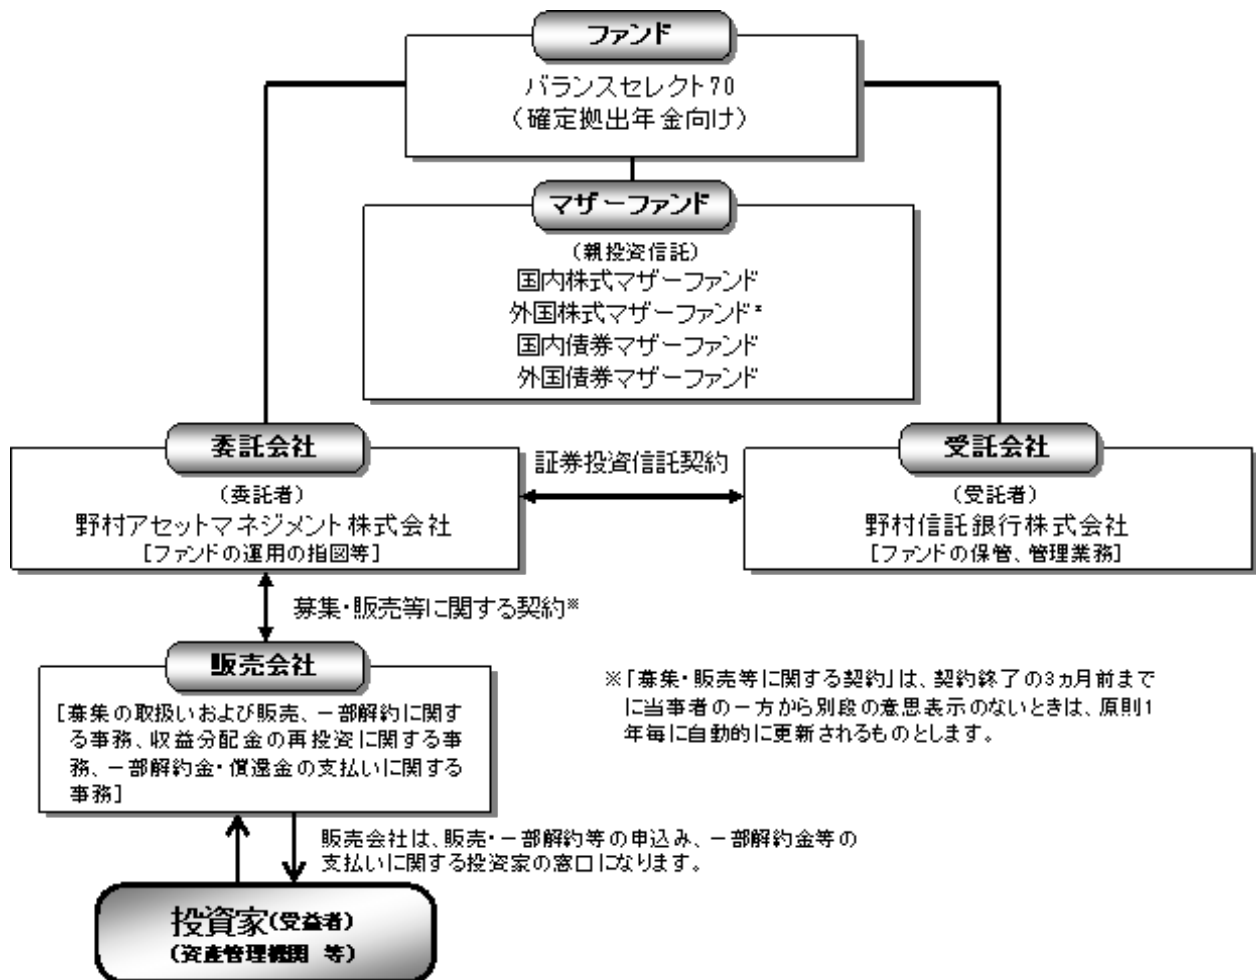 ファンド
バランスセレクト70
（確定拠出年金向け）
マザーファンド
（親投資信託）
国内株式マザーファンド
外国株式マザーファンド*
国内債券マザーファンド
外国債券マザーファンド
委託会社
（委託者）
野村アセットマネジメント株式会社
［ファンドの運用の指図等］
証券投資信託契約
受託会社
（受託者）
野村信託銀行株式会社
［ファンドの保管、管理業務］
募集・販売等に関する契約※
販売会社
［募集の取扱いおよび販売、一部解約に関す
る事務、収益分配金の再投資に関する事
務、一部解約金・償還金の支払いに関する
事務］
※「募集・販売等に関する契約」は、契約終了の3ヵ月前まで
に当事者の一方から別段の意思表示のないときは、原則1
年毎に自動的に更新されるものとします。
販売会社は、販売・一部解約等の申込み、一部解約金等の
支払いに関する投資家の窓口になります。
投資家（受益者）
（資産管理機関 等）